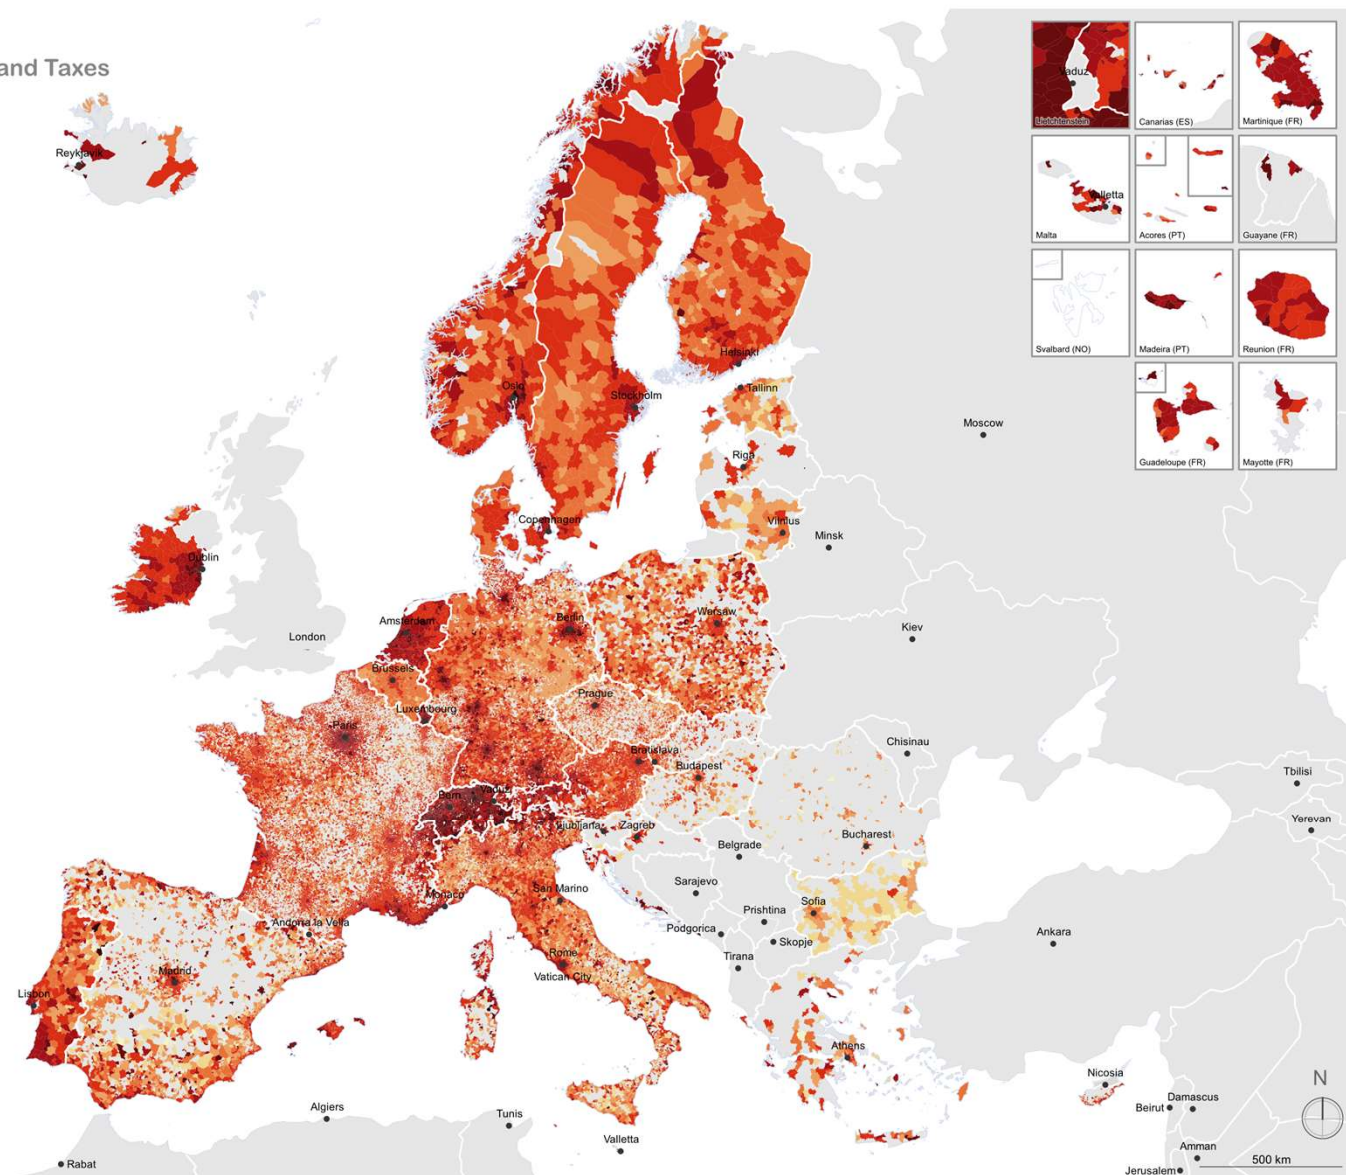 and Taxes
Reykjavik
Vaduz
Liechtenstein
Canarias (ES)
Martinique (FR)
Valletta
Malta
Acores (PT)
Guayane (FR)
Svalbard (NO)
Madeira (PT)
Reunion (FR)
Guadeloupe (FR)
Mayotte (FR)
Helsinki
Oslo
Stockholm
Tallinn
Moscow
Riga
Copenhagen
Vilnius
Minsk
Dublin
Amsterdam
Berlin
Warsaw
London
Kiev
Brussels
Prague
Luxembourg
Paris
Bratislava
Budapest
Chisinau
Bern
Vaduz
Tbilisi
Ljubljana
Zagreb
Bucharest
Yerevan
Belgrade
Monaco
San Marino
Sarajevo
Sofia
Andorra la Vella
Prishtina
Podgorica
Skopje
Ankara
Madrid
Rome
Tirana
Vatican City
Lisbon
Athens
Nicosia
N
Algiers
Tunis
Beirut
Damascus
Valletta
Amman
Rabat
Jerusalem
500 km